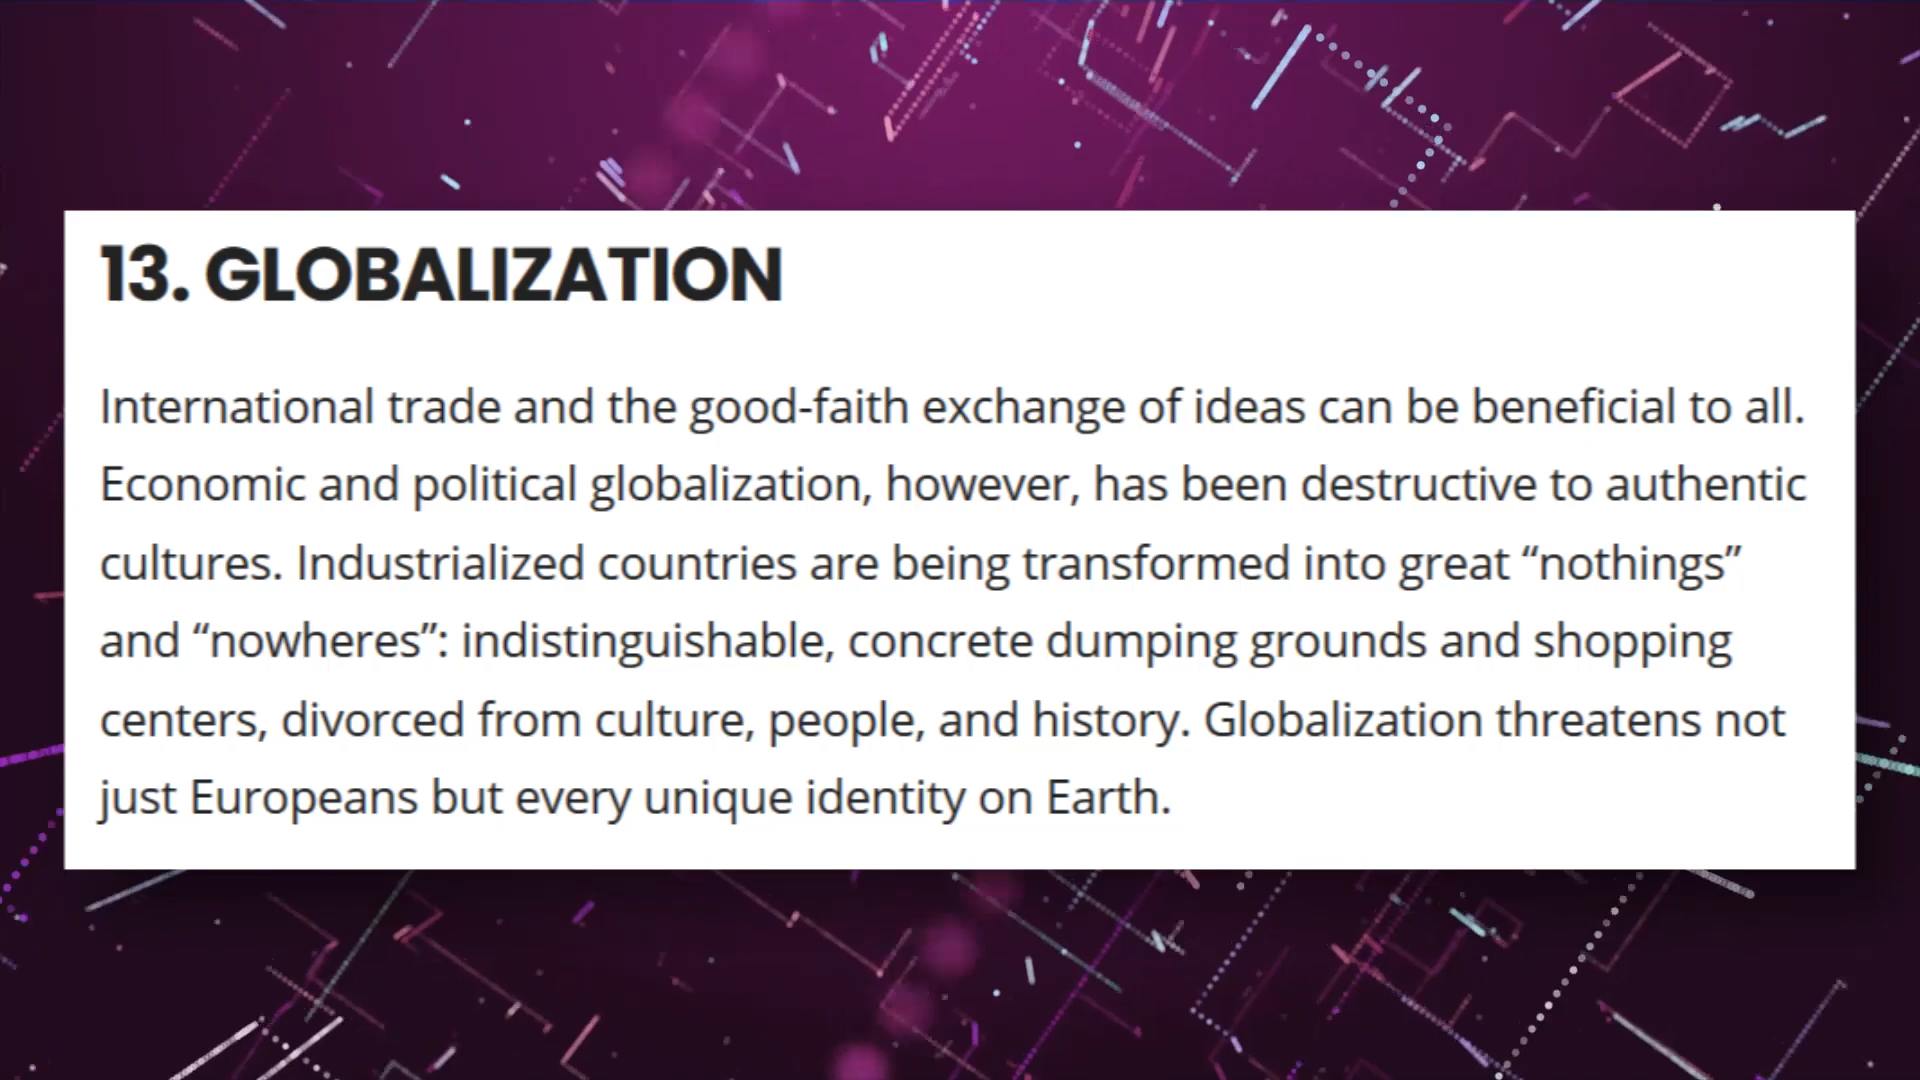 13. GLOBALIZATION
International trade and the good-faith exchange of ideas can be beneficial to all.
Economic and political globalization, however, has been destructive to authentic
cultures. Industrialized countries are being transformed into great “nothings”
and “nowheres”: indistinguishable, concrete dumping grounds and shopping
centers, divorced from culture, people, and history. Globalization threatens not
just Europeans but every unique identity on Earth.